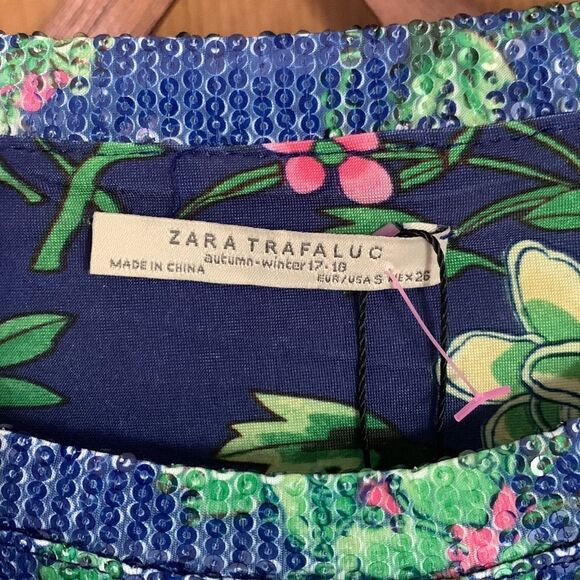 ZARA TRAFALUC
autumn-winter 17-18
MADE IN CHINA
EUR/USA S MEX 26